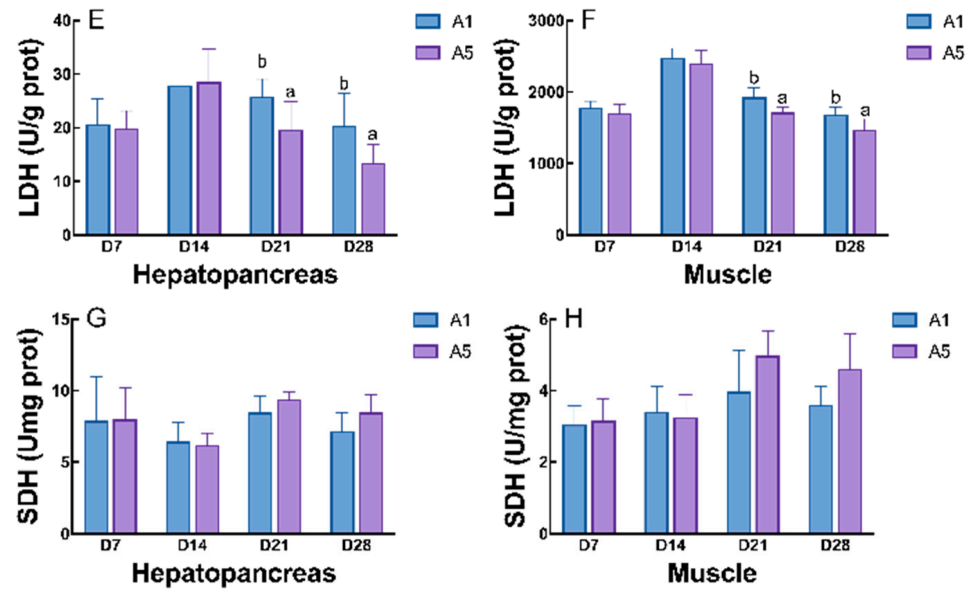 E
A1
A5
LDH (U/g prot)
40
30
20
10
0
b
a
b
a
D7 D14 D21 D28
Hepatopancreas
F
A1
A5
LDH (U/g prot)
3000
2000
1000
0
b
a
b
a
D7 D14 D21 D28
Muscle
G
A1
A5
SDH (Umg prot)
15
10
5
0
D7 D14 D21 D28
Hepatopancreas
H
A1
A5
SDH (U/mg prot)
6
4
2
0
D7 D14 D21 D28
Muscle